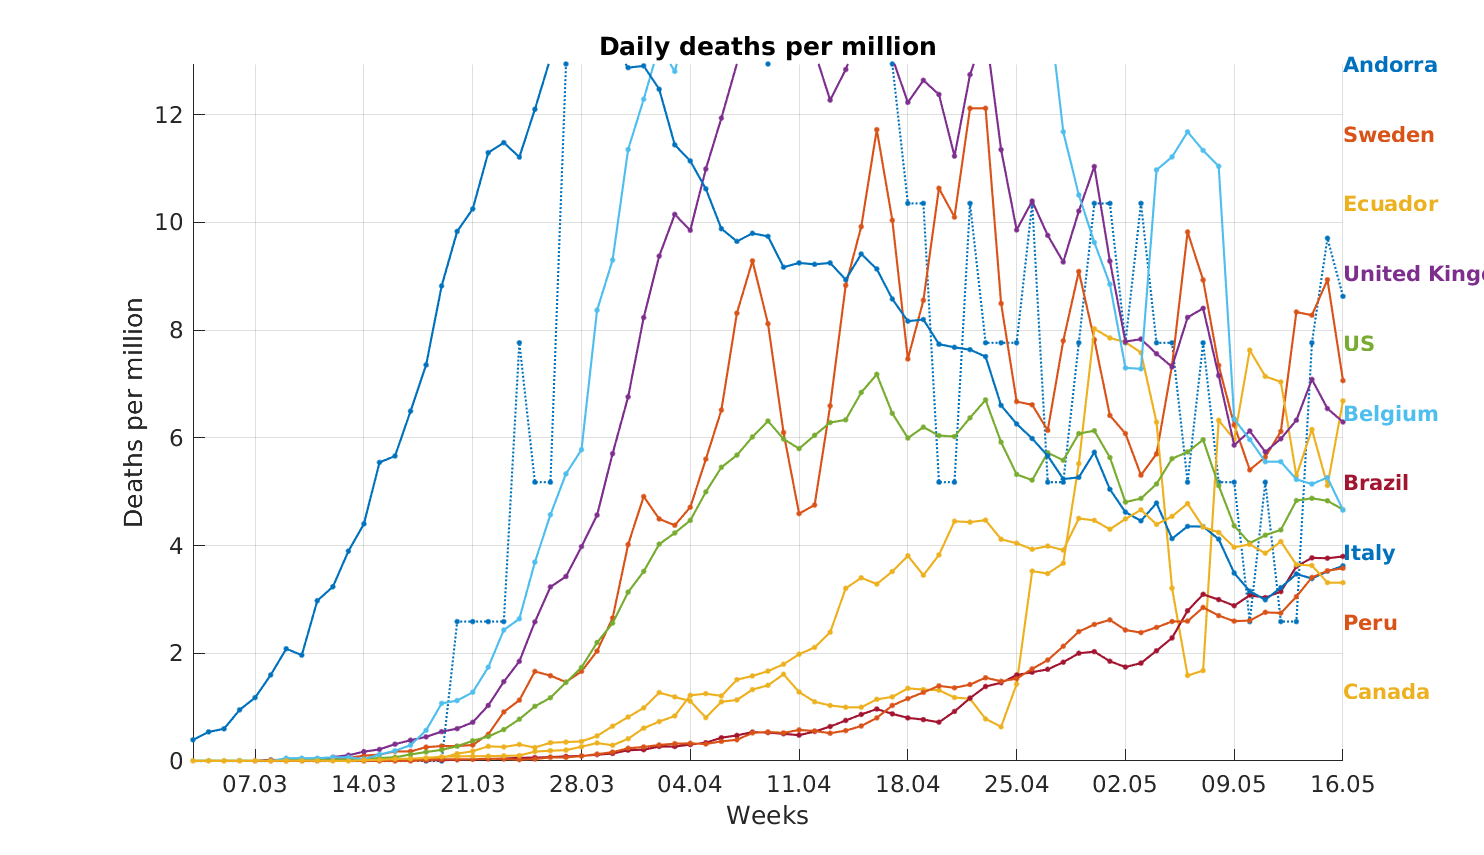 Daily deaths per million
Andorra
12
Sweden
10
Ecuador
United King
8
US
6
Belgium
Brazil
4
Italy
2
Peru
Canada
0
Deaths per million
07.03 14.03 21.03 28.03 04.04 11.04 18.04 25.04 02.05 09.05 16.05
Weeks